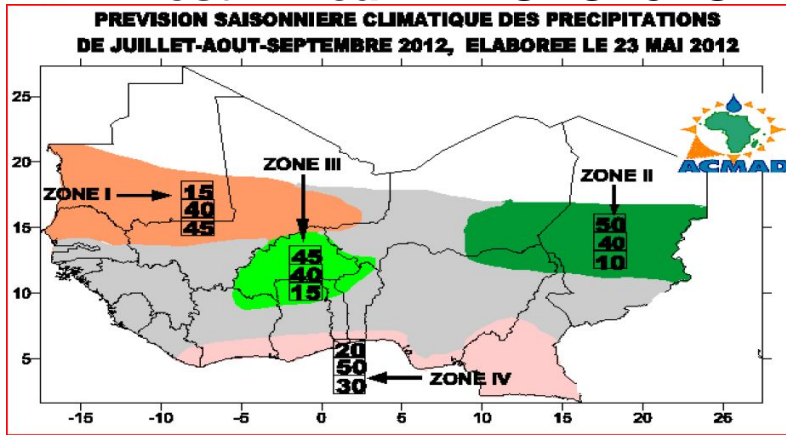 PREVISION SAISONNIERE CLIMATIQUE DES PRECIPITATIONS
DE JUILLET-AOUT-SEPTEMBRE 2012, ELABOREE LE 23 MAI 2012
25
20
15
10
5
ACMAD
ZONE I
15
40
45
ZONE III
45
40
15
ZONE II
50
40
10
20
50
30
ZONE IV
-15 -10 -5 0 5 10 15 20 25